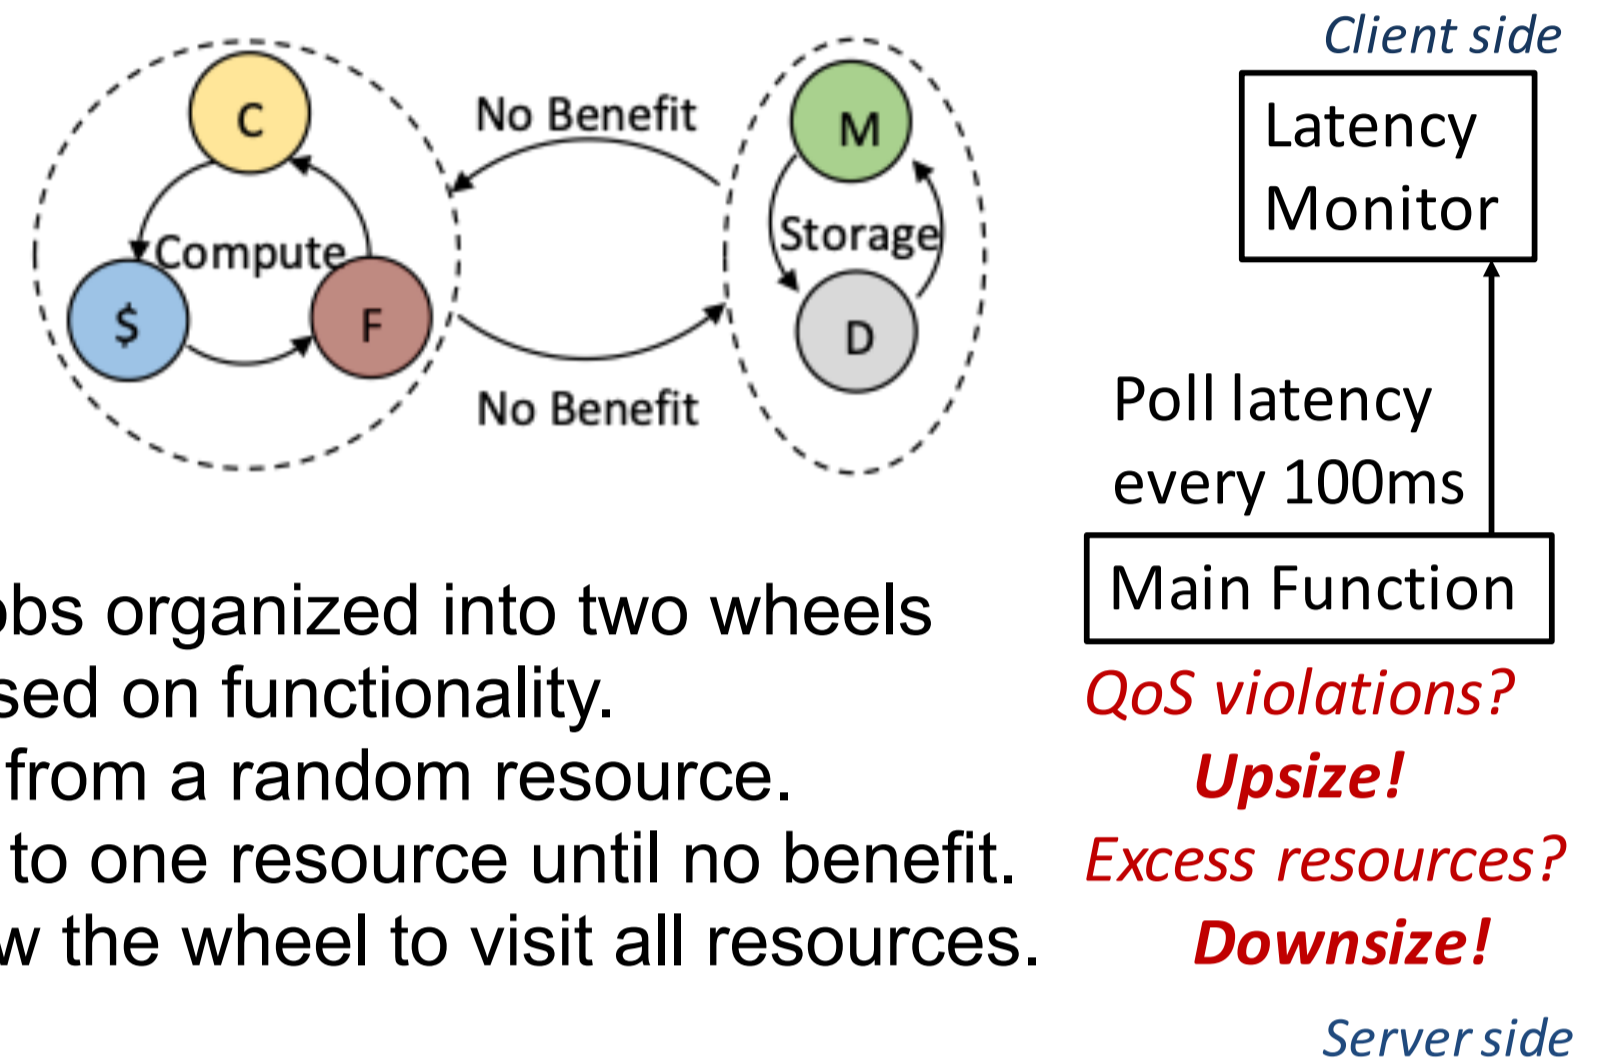 Client side
C
No Benefit
M
Latency
Monitor
Compute
Storage
$
F
D
No Benefit
Poll latency
every 100ms
Main Function
obs organized into two wheels
sed on functionality.
from a random resource.
to one resource until no benefit.
w the wheel to visit all resources.
QoS violations?
Upsize!
Excess resources?
Downsize!
Server side